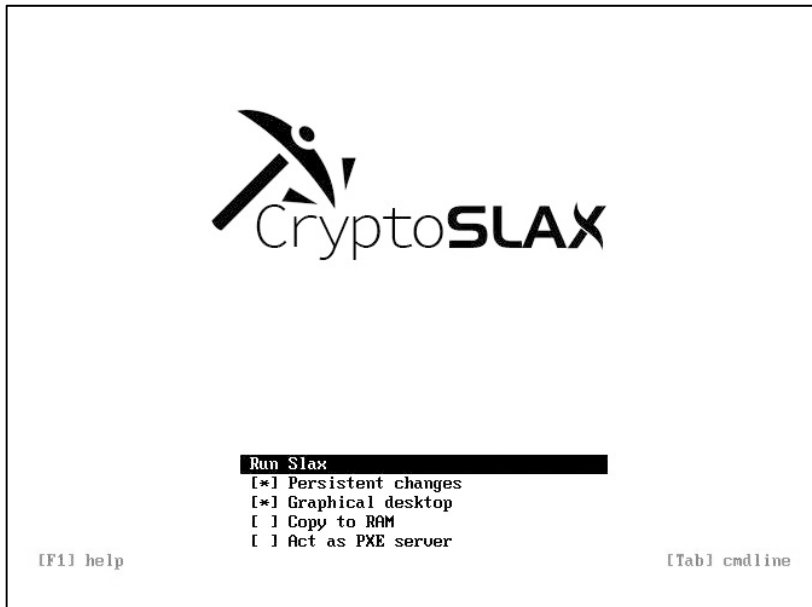 CryptoSLAX
Run Slax
[*] Persistent changes
[*] Graphical desktop
[ ] Copy to RAM
[ ] Act as PXE server
[F1] help
[Tab] cmdline